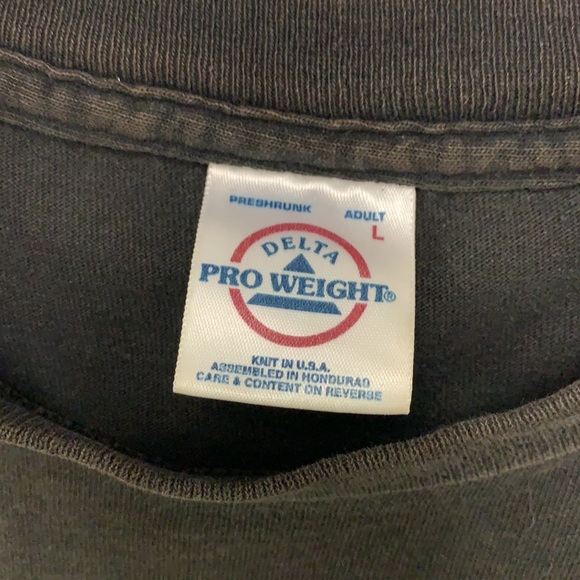 PRESHRUNK ADULT
L
DELTA
PRO WEIGHT®
KNIT IN U.S.A.
ASSEMBLED IN HONDURAS
CARE & CONTENT ON REVERSE